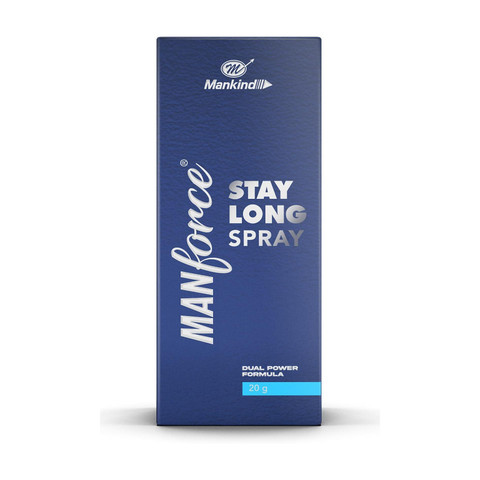 M
Mankind
MANforce®
STAY
LONG
SPRAY
DUAL POWER
FORMULA
20 g